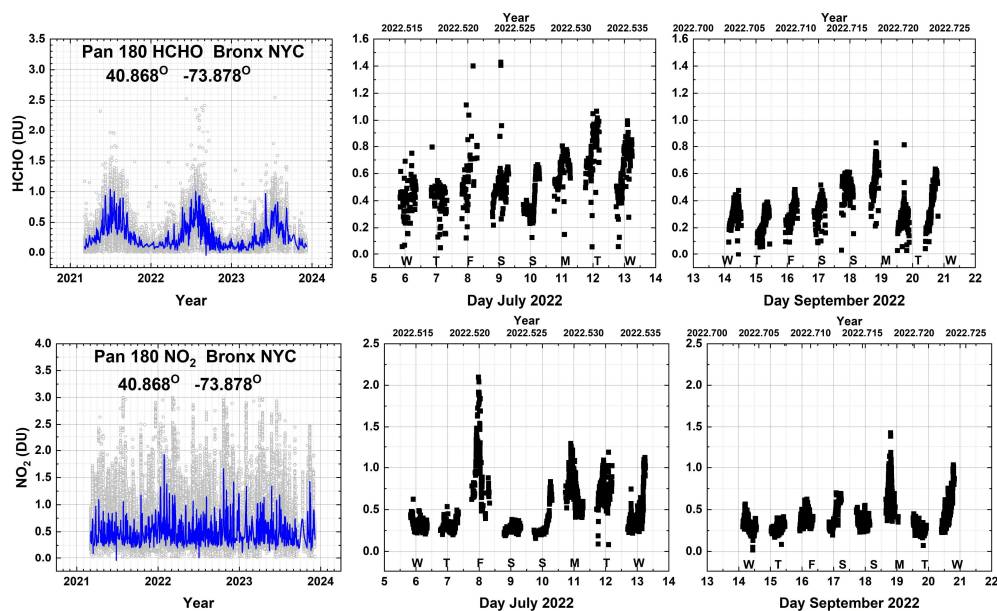 Year
2022.515 2022.520 2022.525 2022.530 2022.535
Year
2022.700 2022.705 2022.710 2022.715 2022.720 2022.725
Pan 180 HCHO Bronx NYC
40.868O -73.878O
HCHO (DU)
3.5
3.0
2.5
2.0
1.5
1.0
0.5
0.0
2021 2022 2023 2024
Year
1.6
1.4
1.2
1.0
0.8
0.6
0.4
0.2
0.0
W T F S S M T W
5 6 7 8 9 10 11 12 13 14
Day July 2022
1.6
1.4
1.2
1.0
0.8
0.6
0.4
0.2
0.0
W T F S S M T W
13 14 15 16 17 18 19 20 21 22
Day September 2022
Year
2022.515 2022.520 2022.525 2022.530 2022.535
Year
2022.700 2022.705 2022.710 2022.715 2022.720 2022.725
Pan 180 NO2 Bronx NYC
40.868O -73.878O
NO2 (DU)
4.0
3.5
3.0
2.5
2.0
1.5
1.0
0.5
0.0
2021 2022 2023 2024
Year
2.5
2.0
1.5
1.0
0.5
0.0
W T F S S M T W
5 6 7 8 9 10 11 12 13 14
Day July 2022
2.5
2.0
1.5
1.0
0.5
0.0
W T F S S M T W
13 14 15 16 17 18 19 20 21 22
Day September 2022